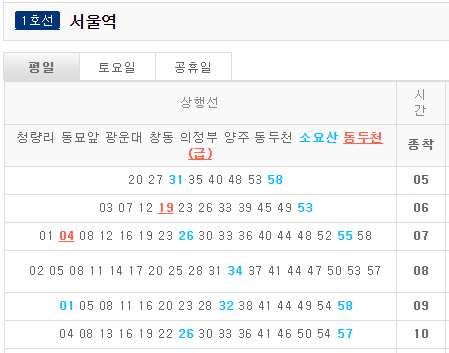 1호선 서울역
평일 토요일 공휴일
상행선 시간
청량리 동묘앞 광운대 창동 의정부 양주 동두천 소요산 동두천(급) 종착
20 27 31 35 40 48 53 58 05
03 07 12 19 23 26 33 39 45 49 53 06
01 04 08 12 16 19 23 26 30 33 36 40 44 48 52 55 58 07
02 05 08 11 14 17 20 25 28 31 34 37 41 44 47 50 53 57 08
01 05 08 11 16 20 23 28 32 38 41 44 49 54 58 09
04 08 13 16 19 22 26 30 33 36 41 46 50 54 57 10